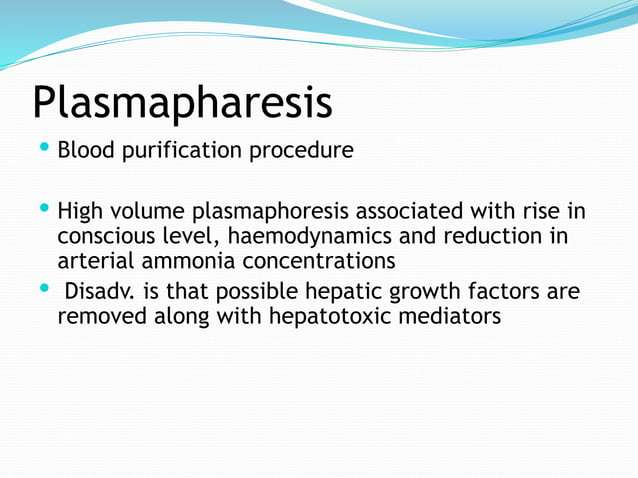 Plasmapharesis
• Blood purification procedure
• High volume plasmaphoresis associated with rise in
conscious level, haemodynamics and reduction in
arterial ammonia concentrations
• Disadv. is that possible hepatic growth factors are
removed along with hepatotoxic mediators